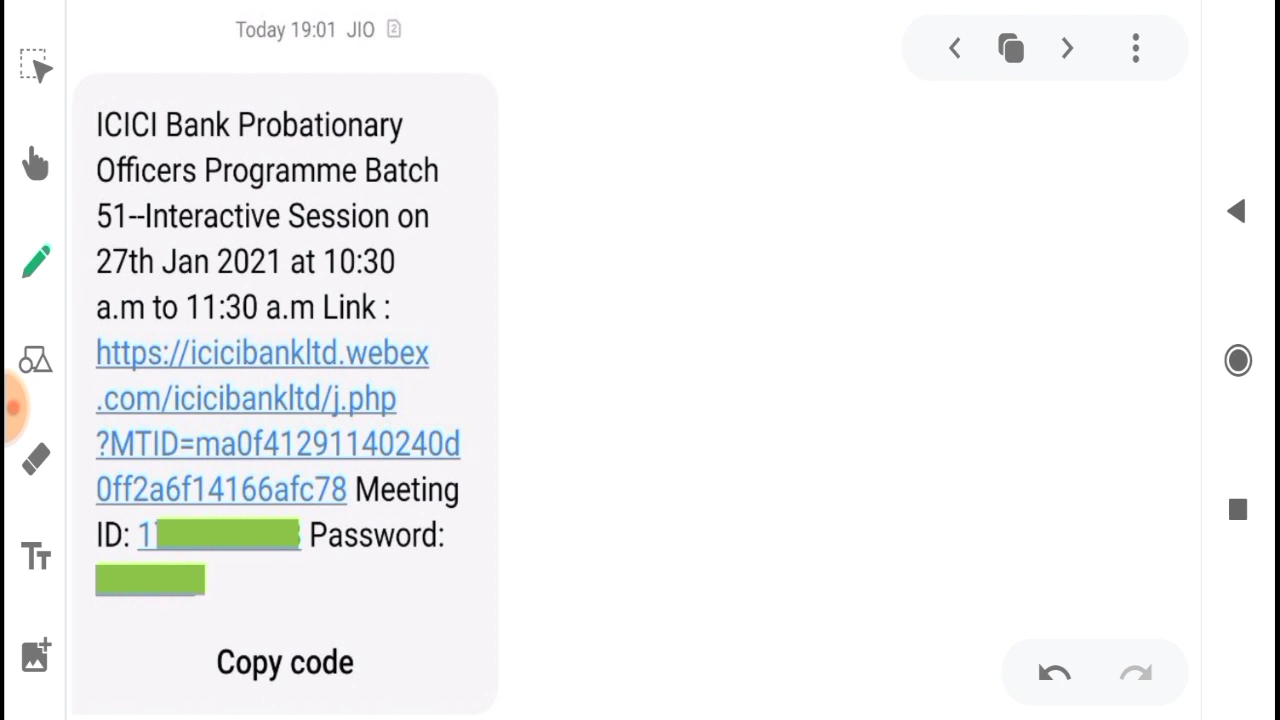 Today 19:01 JIO 2
ICICI Bank Probationary
Officers Programme Batch
51--Interactive Session on
27th Jan 2021 at 10:30
a.m to 11:30 a.m Link :
https://icicibankltd.webex
.com/icicibankltd/j.php
?MTID=ma0f41291140240d
0ff2a6f14166afc78 Meeting
ID: 1 Password:
Copy code
TT